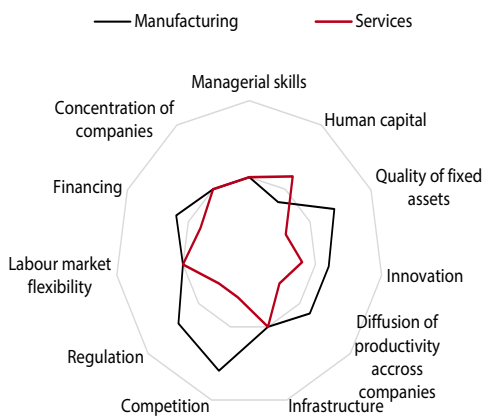 Manufacturing
Services
Managerial skills
Human capital
Quality of fixed
assets
Innovation
Diffusion of
productivity
accross
companies
Infrastructure
Competition
Regulation
Labour market
flexibility
Financing
Concentration of
companies